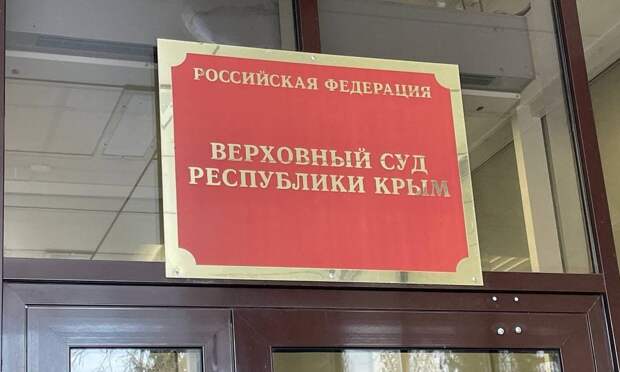 РОССИЙСКАЯ ФЕДЕРАЦИЯ
ВЕРХОВНЫЙ СУД
РЕСПУБЛИКИ КРЫМ